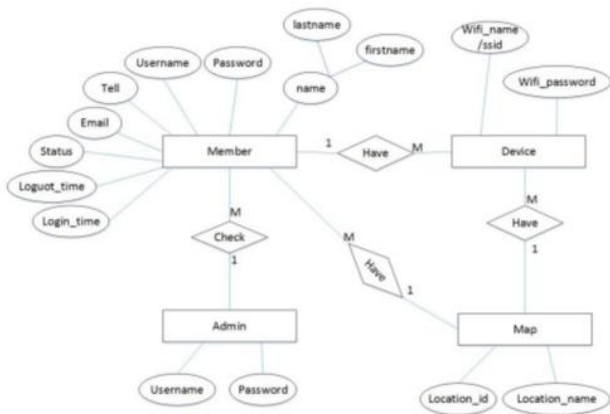 lastname
firstname
Wifi_name
/ssid
Username
Password
name
Tell
Wifi_password
Email
Status
Member
1
Have
M
Device
Loguot_time
Login_time
M
M
Check
M
Have
Have
1
1
1
Admin
Map
Username
Password
Location_id
Location_name